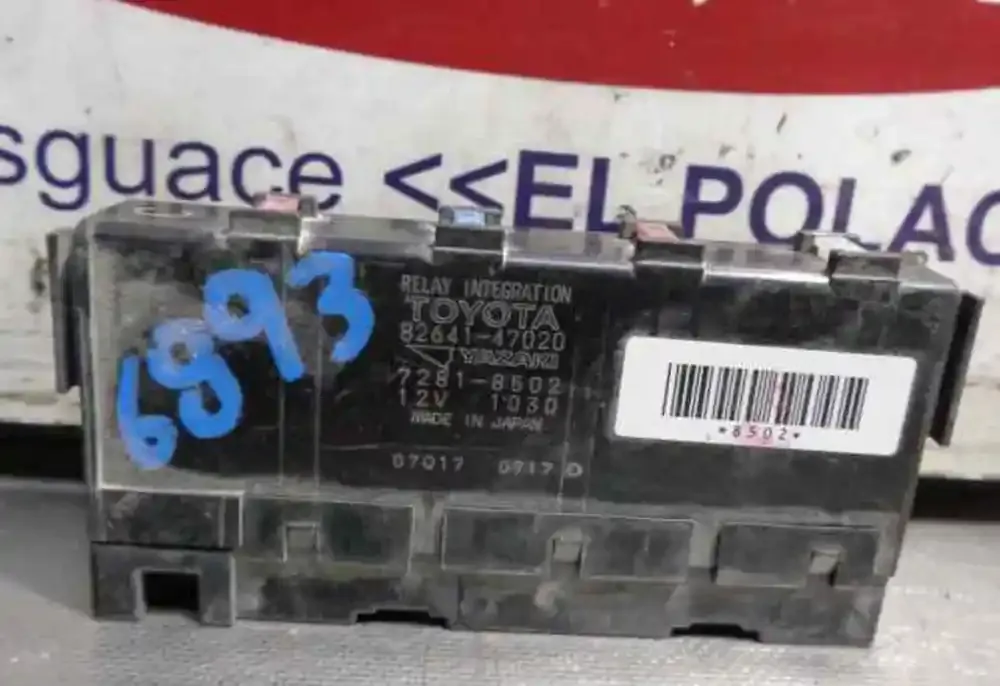 sguace <<EL POLAC
6893
RELAY INTEGRATION
TOYOTA
82641-47020
YAZAKI
7281-8502
12V 1030
MADE IN JAPAN
07017 0717 D
*8502*